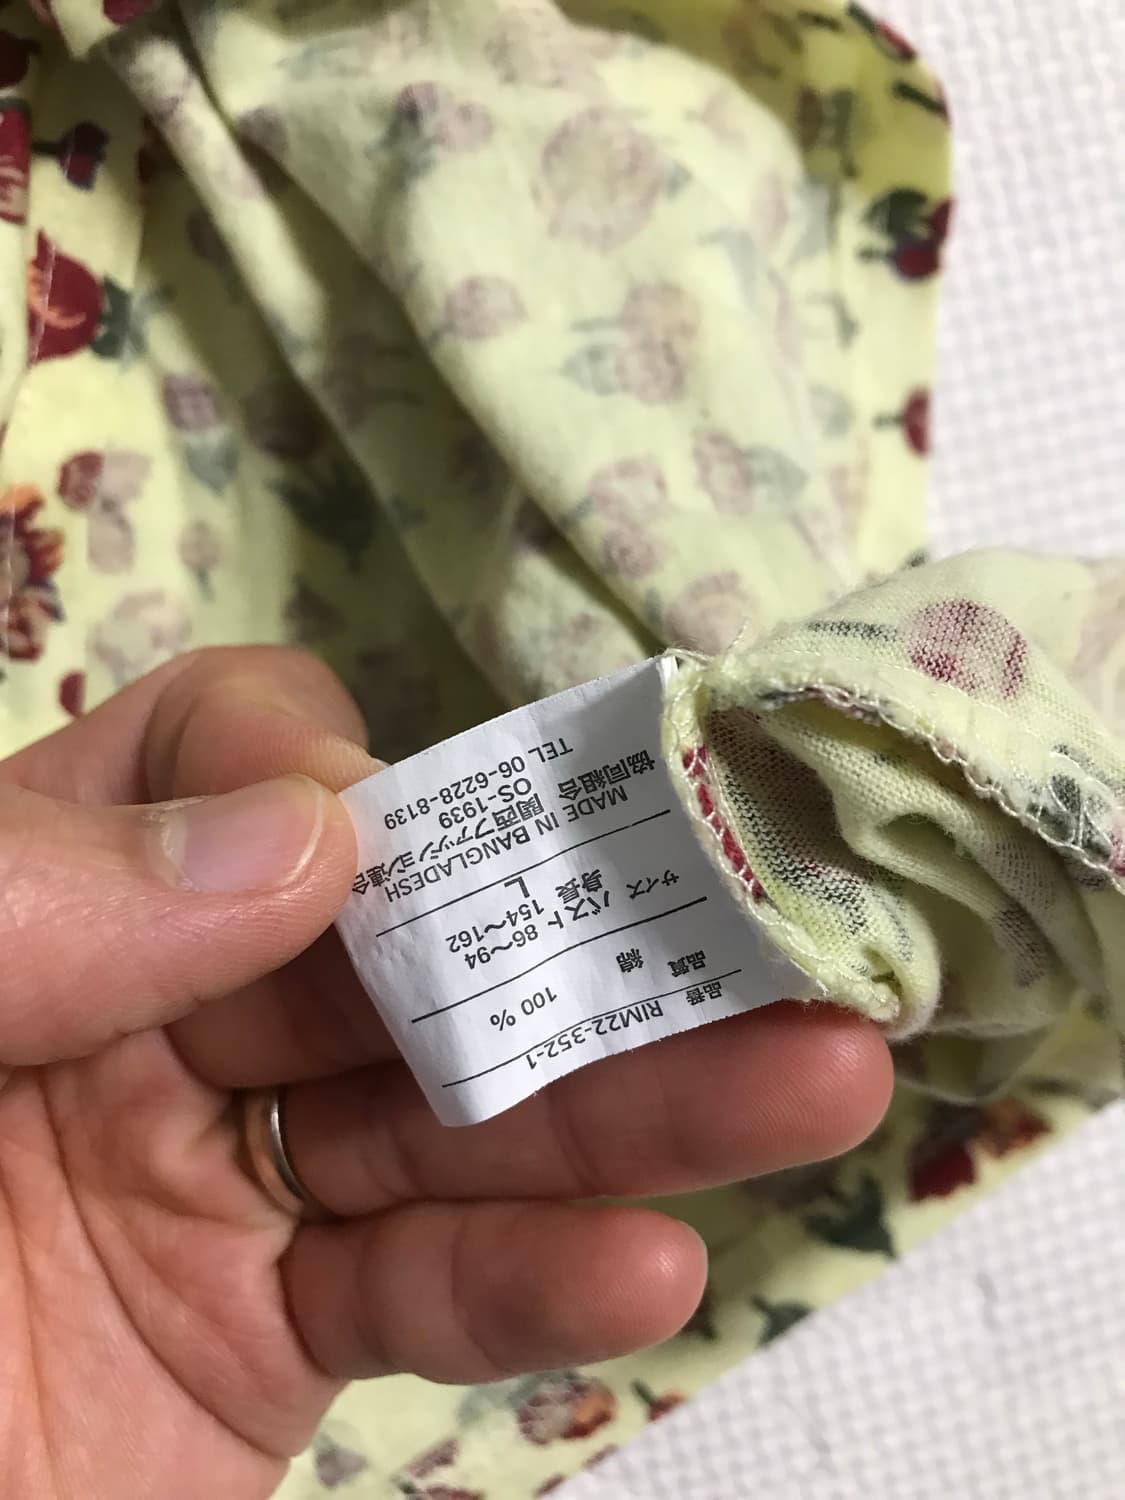 品番 RIM22-352-1
品質
綿 100 %
サイズ
バスト 86～94
身長 154～162
L
MADE IN BANGLADESH
関西ファッション連合
協同組合 OS-1939
TEL 06-6228-8139